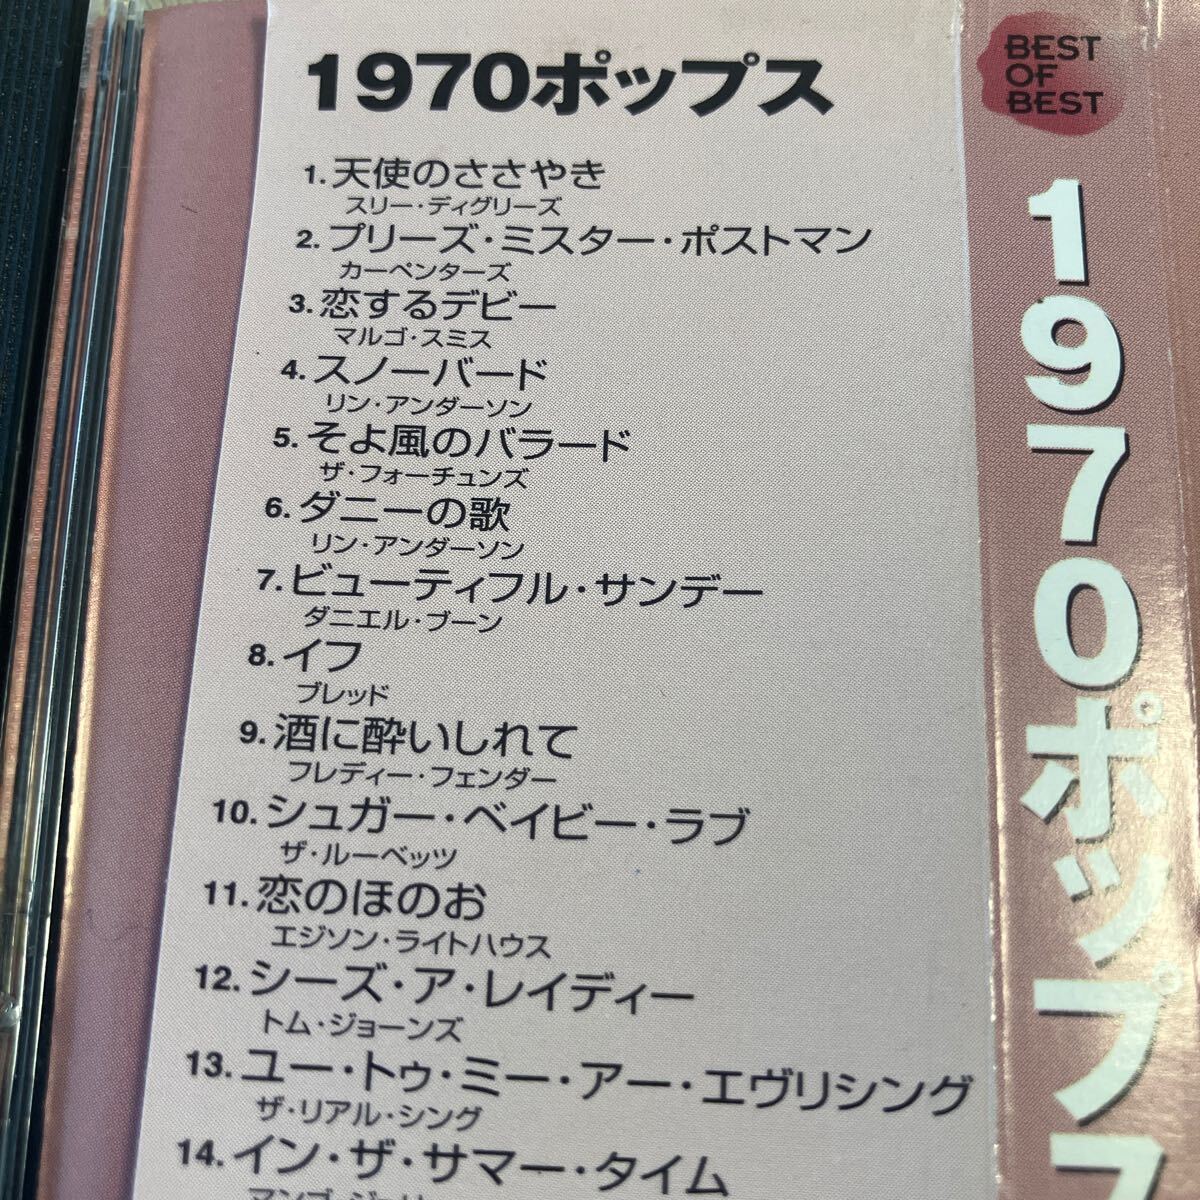 1970ポップス
1.天使のささやき
スリー・ディグリーズ
2.プリーズ・ミスター・ポストマン
カーペンターズ
3.恋するデビー
マルゴ・スミス
4.スノーバード
リン・アンダーソン
5.そよ風のバラード
ザ・フォーチュンズ
6.ダニーの歌
リン・アンダーソン
7.ビューティフル・サンデー
ダニエル・ブーン
8.イフ
ブレッド
9.酒に酔いしれて
フレディー・フェンダー
10.シュガー・ベイビー・ラブ
ザ・ルーベッツ
11.恋のほのお
エジソン・ライトハウス
12.シーズ・ア・レイディー
トム・ジョーンズ
13.ユー・トゥ・ミー・アー・エヴリシング
ザ・リアル・シング
14.イン・ザ・サマー・タイム
BEST
OF
BEST
1970ポップ